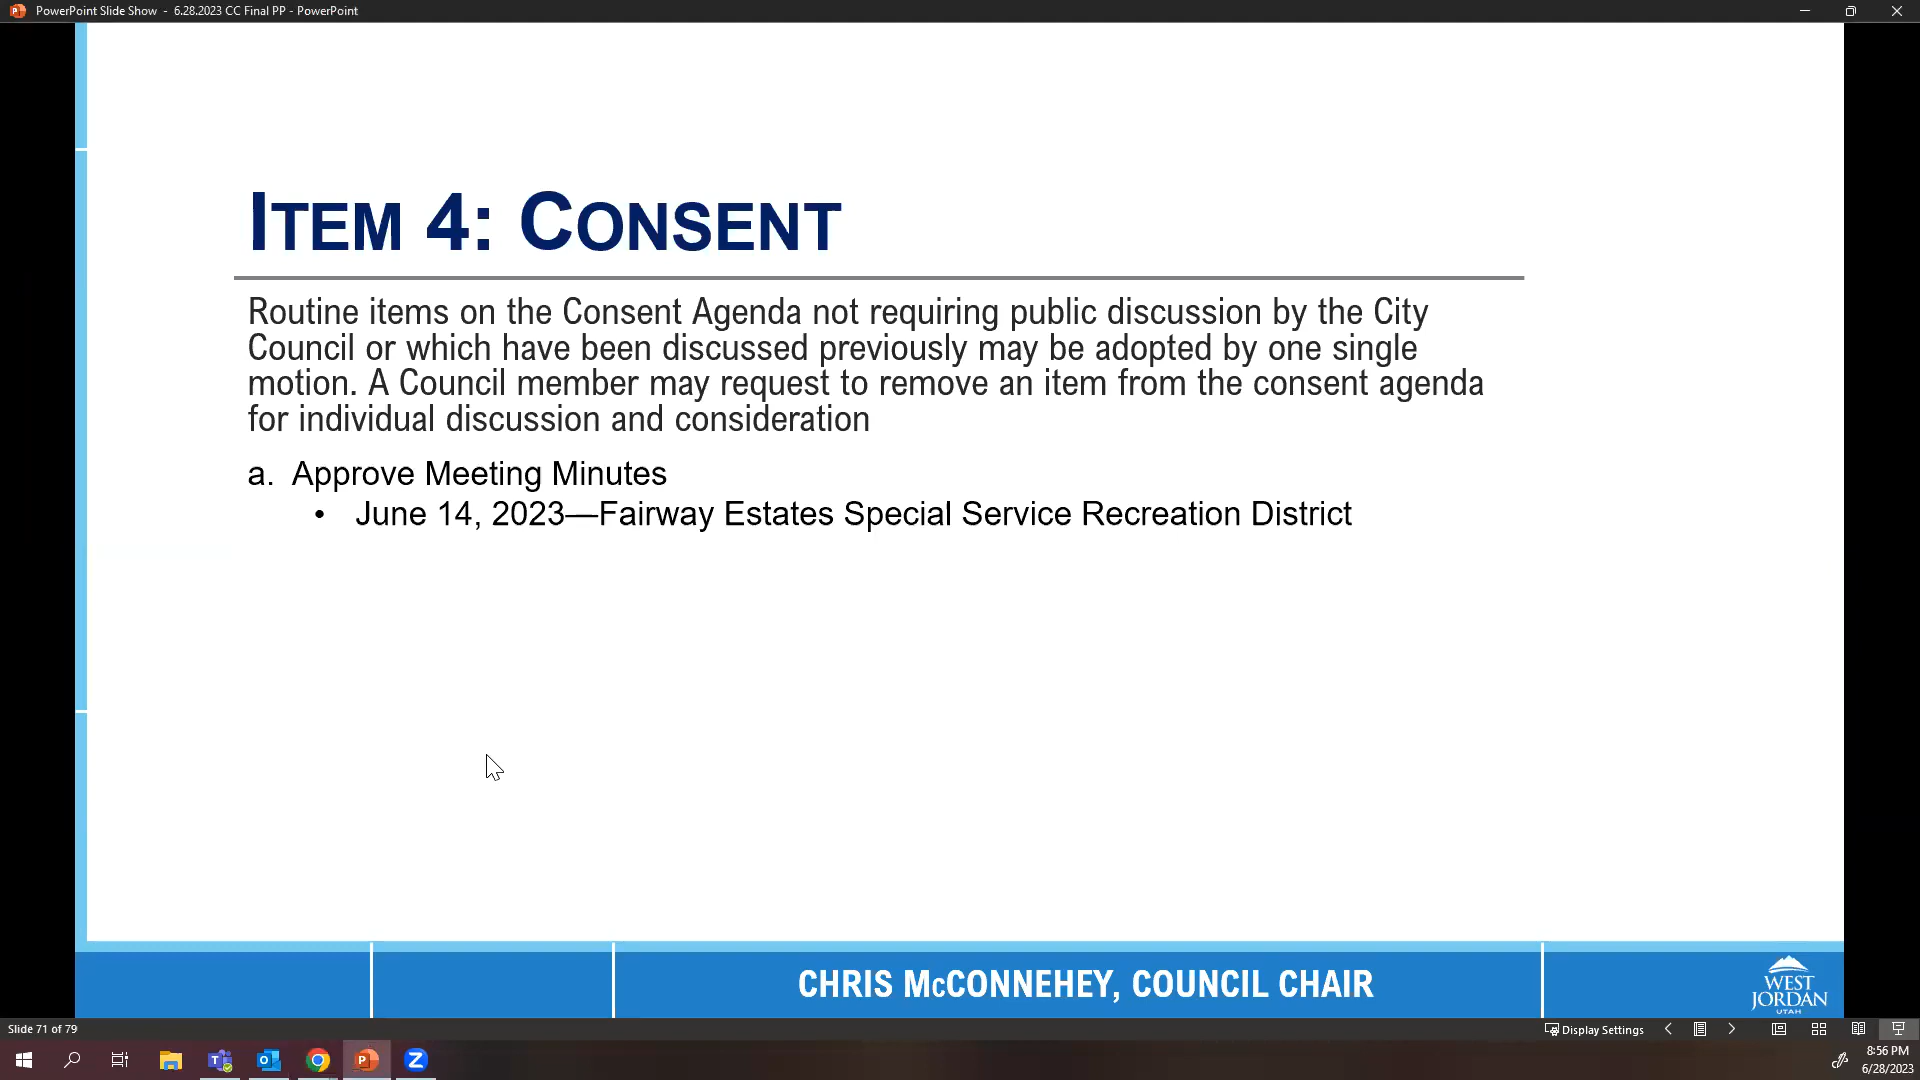 PowerPoint Slide Show - 6.28.2023 CC Final PP - PowerPoint
ITEM 4: CONSENT
Routine items on the Consent Agenda not requiring public discussion by the City
Council or which have been discussed previously may be adopted by one single
motion. A Council member may request to remove an item from the consent agenda
for individual discussion and consideration
a. Approve Meeting Minutes
• June 14, 2023—Fairway Estates Special Service Recreation District
CHRIS McCONNEHEY, COUNCIL CHAIR
WEST
JORDAN
UTAH
Slide 71 of 79
Display Settings
8:56 PM
6/28/2023